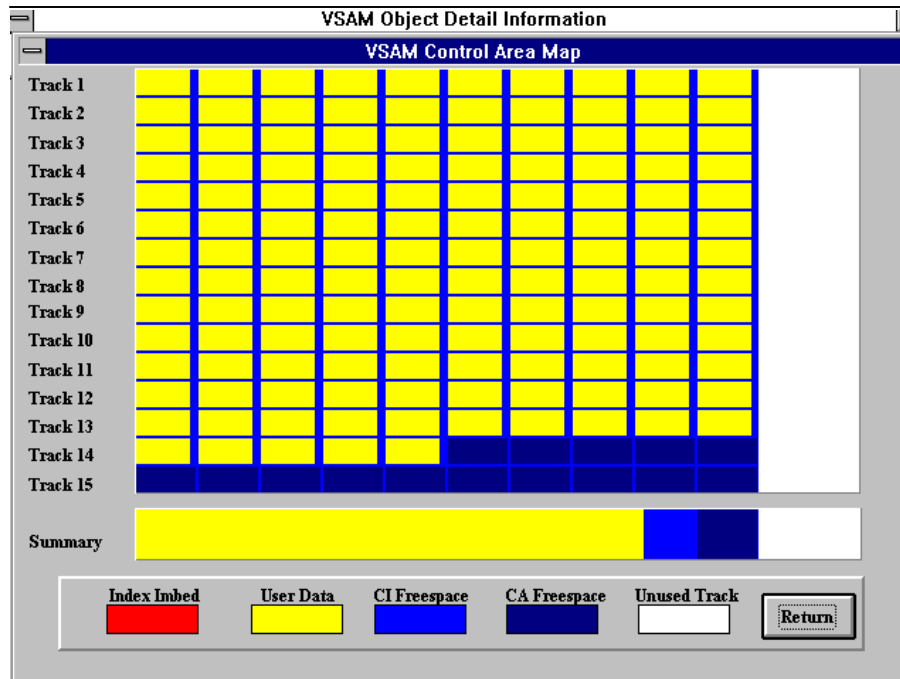 VSAM Object Detail Information
VSAM Control Area Map
Track 1
Track 2
Track 3
Track 4
Track 5
Track 6
Track 7
Track 8
Track 9
Track 10
Track 11
Track 12
Track 13
Track 14
Track 15
Summary
Index Imbed User Data CI Freespace CA Freespace Unused Track
Return